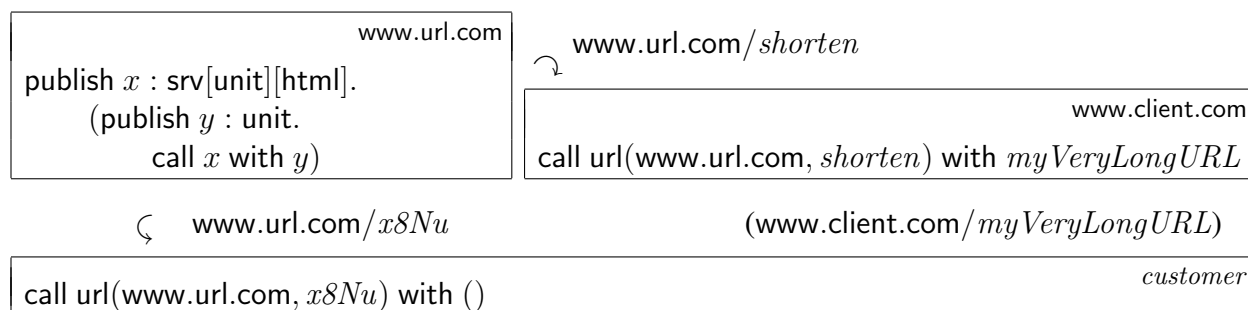 www.url.com
publish x : srv[unit][html].
(publish y : unit.
call x with y)
www.url.com/shorten
www.client.com
call url(www.url.com, shorten) with myVeryLongURL
www.url.com/x8Nu
(www.client.com/myVeryLongURL)
customer
call url(www.url.com, x8Nu) with ()